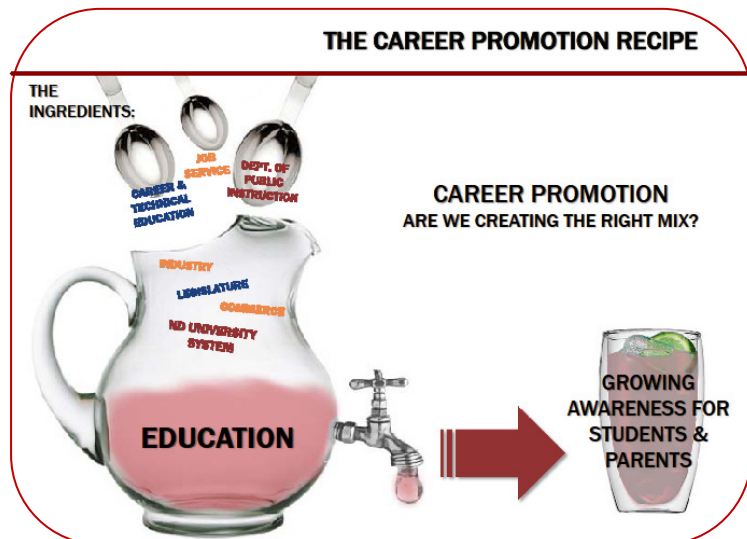 THE CAREER PROMOTION RECIPE
THE
INGREDIENTS:
JOB
SERVICE
CAREER &
TECHNICAL
EDUCATION
DEPT. OF
PUBLIC
INSTRUCTION
CAREER PROMOTION
ARE WE CREATING THE RIGHT MIX?
INDUSTRY
LEGISLATURE
COMMERCE
ND UNIVERSITY
SYSTEM
EDUCATION
GROWING
AWARENESS FOR
STUDENTS &
PARENTS